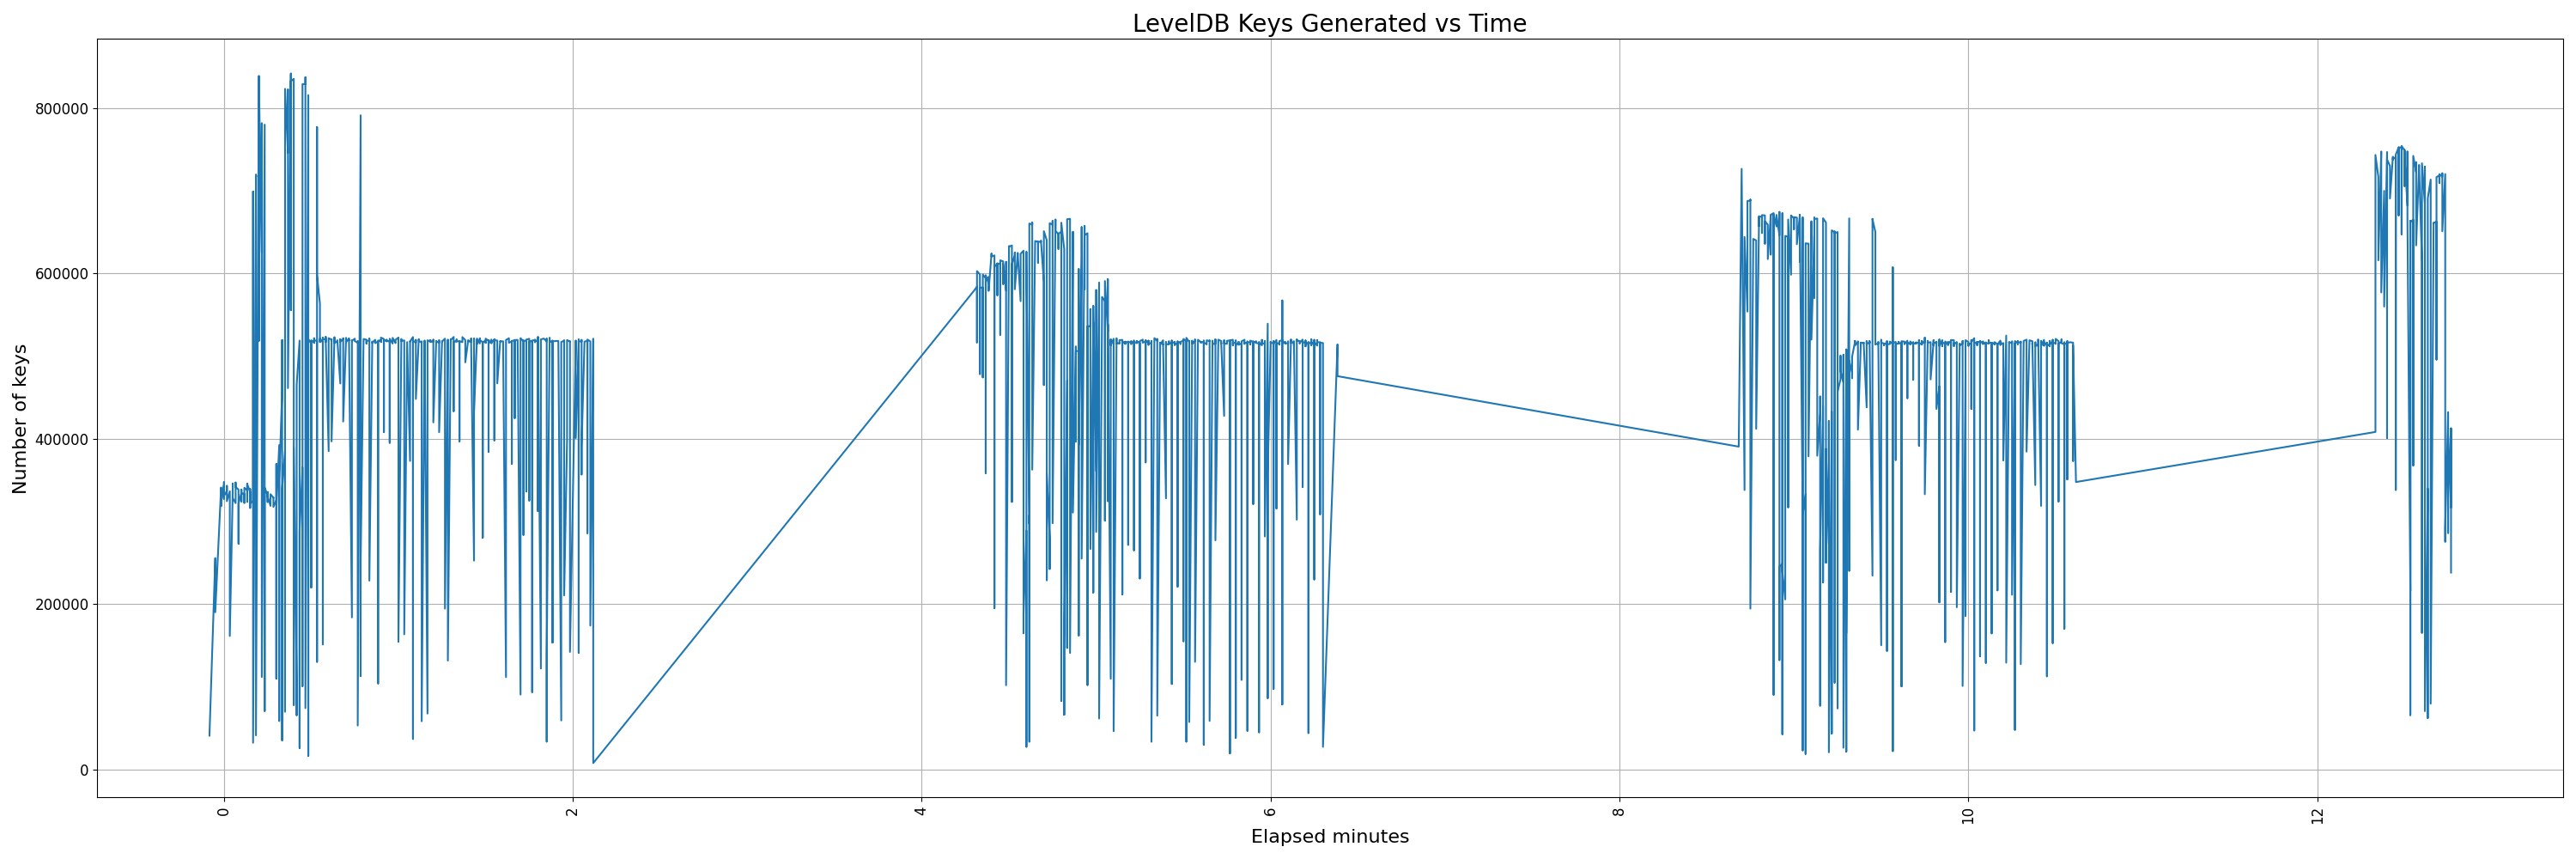 LevelDB Keys Generated vs Time
Number of keys
800000
600000
400000
200000
0
0 2 4 6 8 10 12
Elapsed minutes